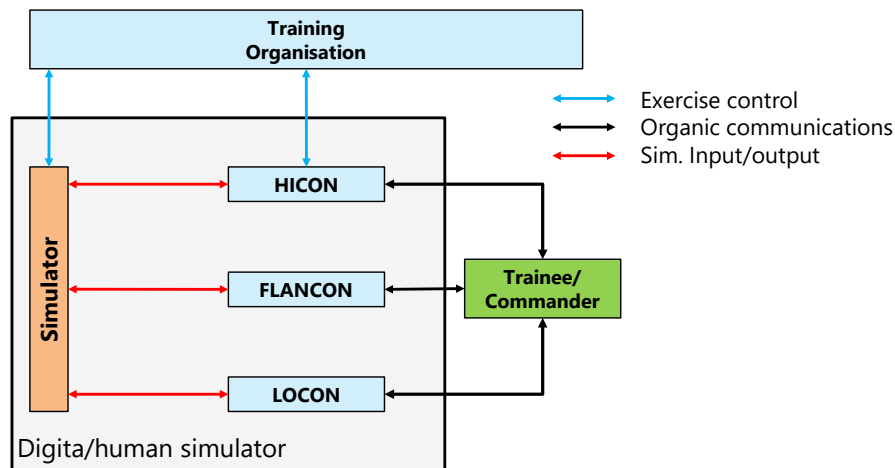 Training
Organisation
Exercise control
Organic communications
Sim. Input/output
HICON
Simulator
FLANCON
Trainee/
Commander
LOCON
Digita/human simulator